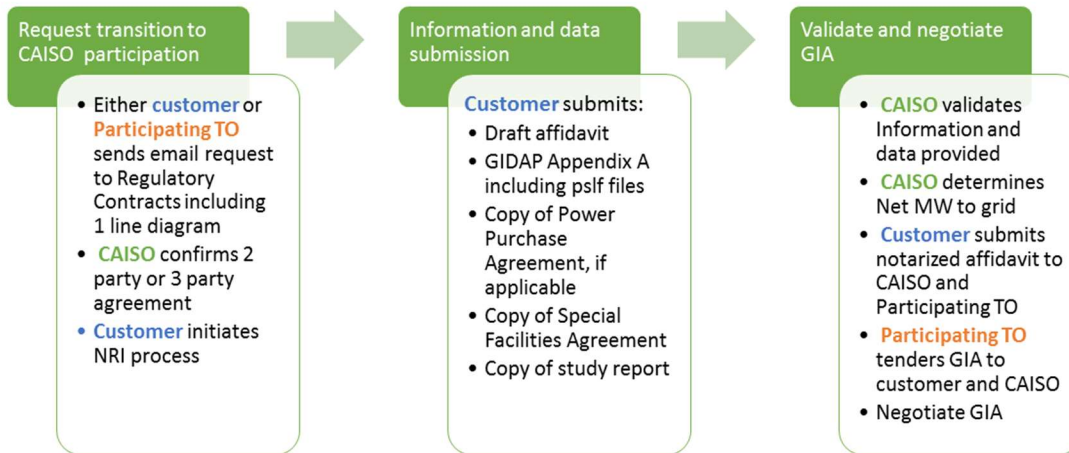 Request transition to
CAISO participation
• Either customer or
Participating TO
sends email request
to Regulatory
Contracts including
1 line diagram
• CAISO confirms 2
party or 3 party
agreement
• Customer initiates
NRI process
Information and data
submission
Customer submits:
• Draft affidavit
• GIDAP Appendix A
including pslf files
• Copy of Power
Purchase
Agreement, if
applicable
• Copy of Special
Facilities Agreement
• Copy of study report
Validate and negotiate
GIA
• CAISO validates
Information and
data provided
• CAISO determines
Net MW to grid
• Customer submits
notarized affidavit to
CAISO and
Participating TO
• Participating TO
tenders GIA to
customer and CAISO
• Negotiate GIA